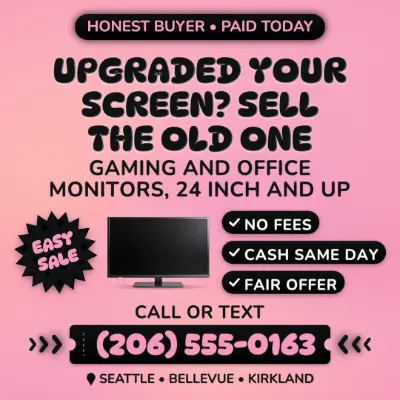 HONEST BUYER • PAID TODAY
UPGRADED YOUR
SCREEN? SELL
THE OLD ONE
GAMING AND OFFICE
MONITORS, 24 INCH AND UP
EASY
SALE
NO FEES
CASH SAME DAY
FAIR OFFER
CALL OR TEXT
(206) 555-0163
SEATTLE • BELLEVUE • KIRKLAND